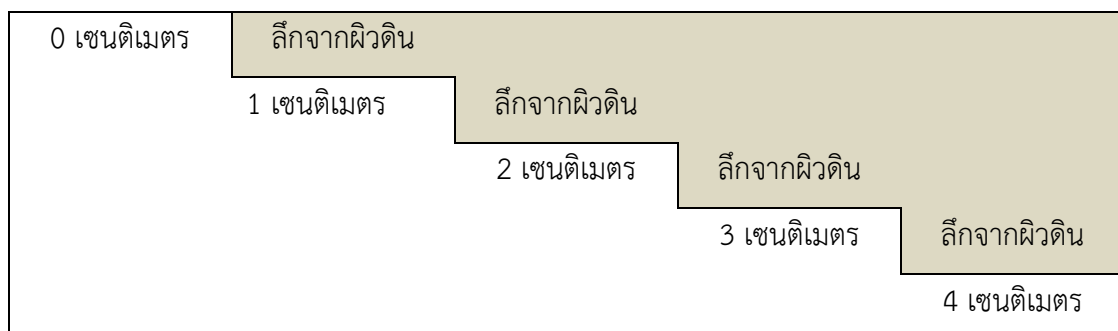 0 เซนติเมตร ลึกจากผิวดิน
1 เซนติเมตร ลึกจากผิวดิน
2 เซนติเมตร ลึกจากผิวดิน
3 เซนติเมตร ลึกจากผิวดิน
4 เซนติเมตร